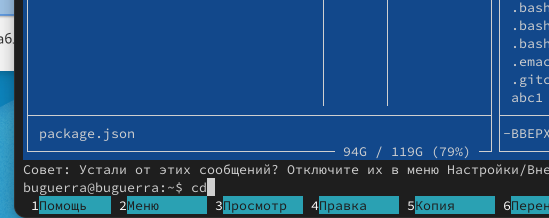 .bash
.bash
.bash
.emac
.gitc
abc1
package.json
-ВВЕРХ
94G / 119G (79%)
Совет: Устали от этих сообщений? Отключите их в меню Настройки/Вне
buguerra@buguerra:~$ cd
1Помощь 2Меню 3Просмотр 4Правка 5Копия 6Перен